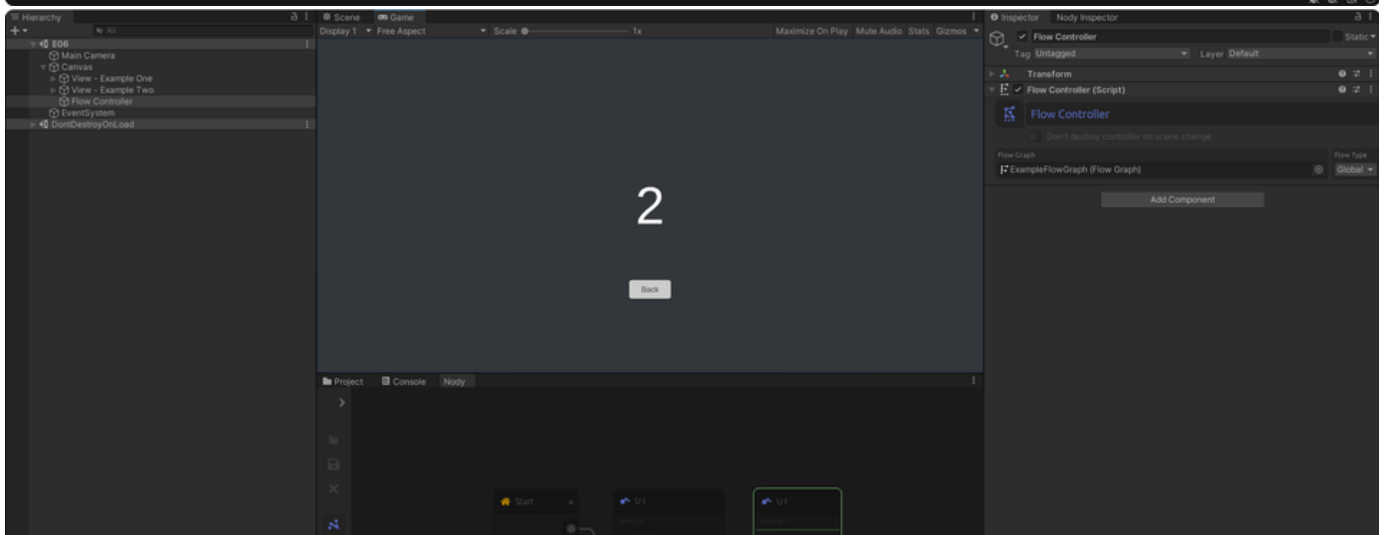 Hierarchy
All
E06
Main Camera
Canvas
View - Example One
View - Example Two
Flow Controller
EventSystem
DontDestroyOnLoad
Scene Game
Display 1 Free Aspect Scale 1x Maximize On Play Mute Audio Stats Gizmos
2
Back
Project Console Nody
Start
UI
UI
Inspector Nody Inspector
Flow Controller Static
Tag Untagged Layer Default
Transform
Flow Controller (Script)
Flow Controller
Don't destroy controller on scene change
Flow Graph Flow Type
ExampleFlowGraph (Flow Graph) Global
Add Component